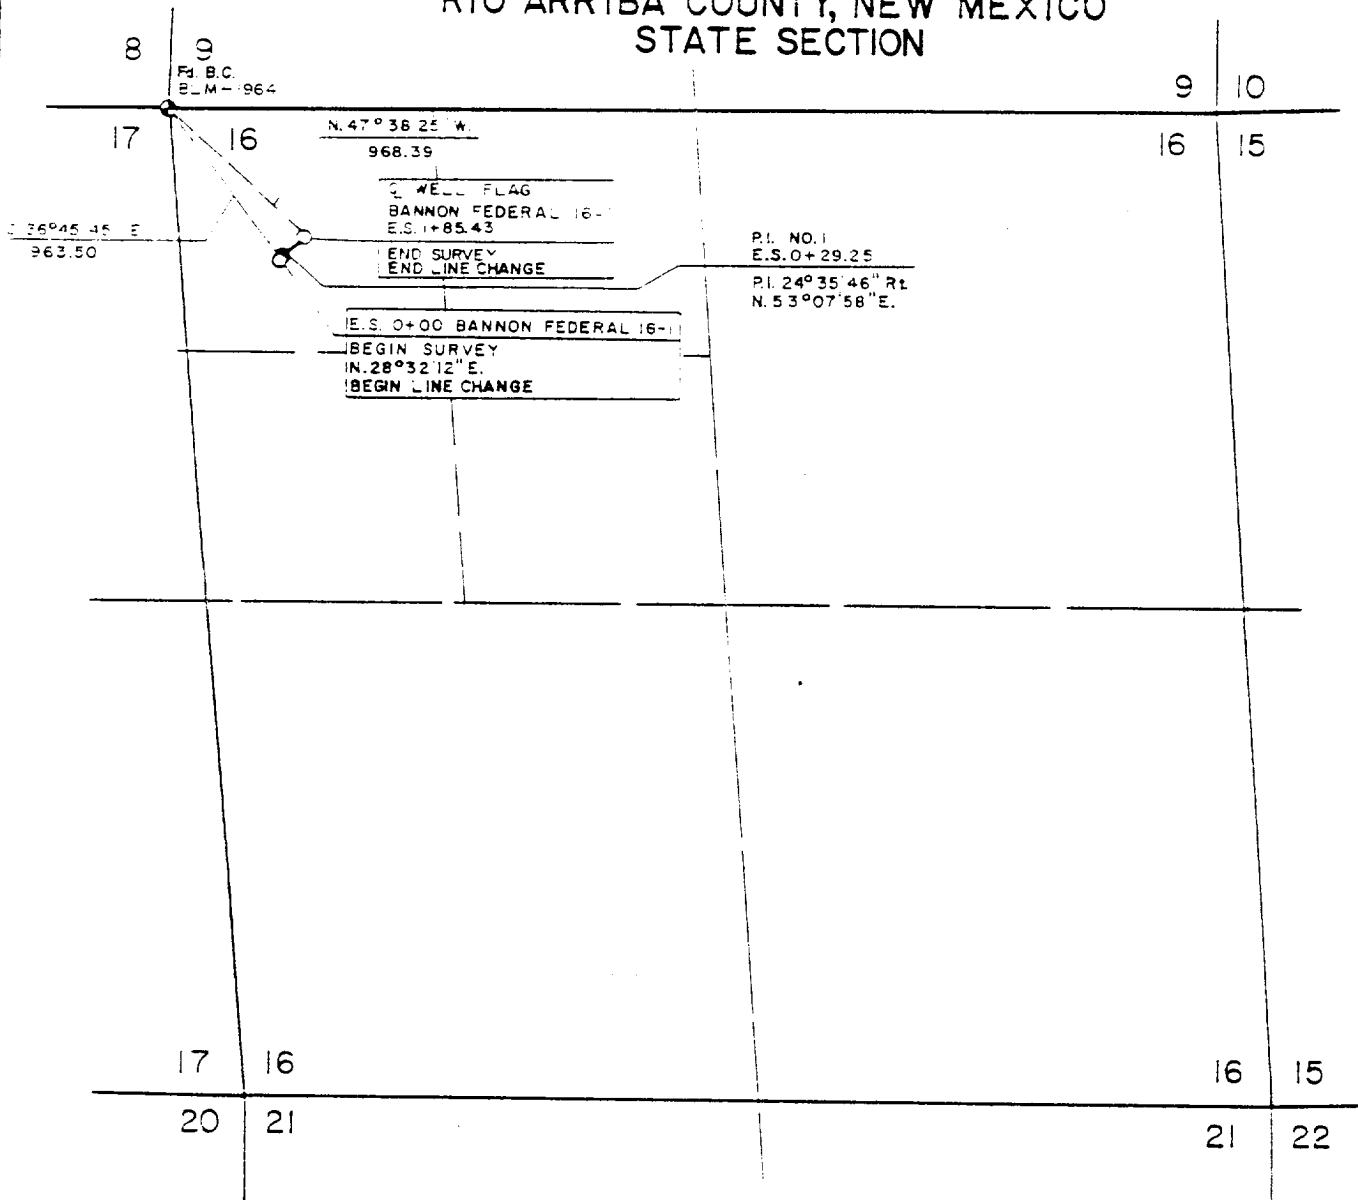 RIO ARRIBA COUNTY, NEW MEXICO
STATE SECTION
8 9
Fd. B.C.
BLM-1964
9 10
17 16
16 15
N. 47° 38' 25" W.
968.39
℄ WELL FLAG
BANNON FEDERAL 16-
E.S. 1+85.43
END SURVEY
END LINE CHANGE
36°45'45" E
963.50
P.I. NO. 1
E.S. 0+29.25
P.I. 24°35'46" Rt.
N. 53°07'58" E.
E.S. 0+00 BANNON FEDERAL 16-1
BEGIN SURVEY
N. 28°32'12" E.
BEGIN LINE CHANGE
17 16
16 15
20 21
21 22